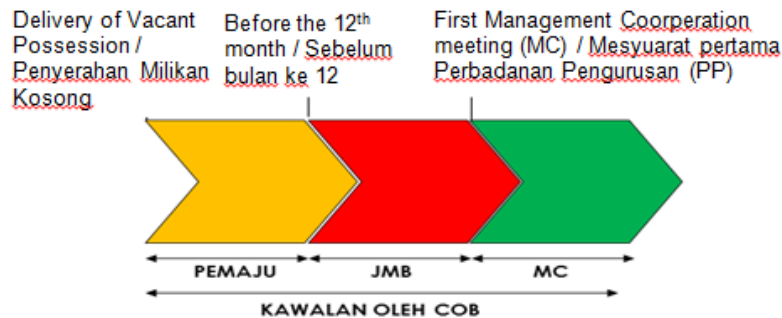 Delivery of Vacant
Possession /
Penyerahan Milikan
Kosong
Before the 12th
month / Sebelum
bulan ke 12
First Management Coorperation
meeting (MC) / Mesyuarat pertama
Perbadanan Pengurusan (PP)
PEMAJU
JMB
MC
KAWALAN OLEH COB